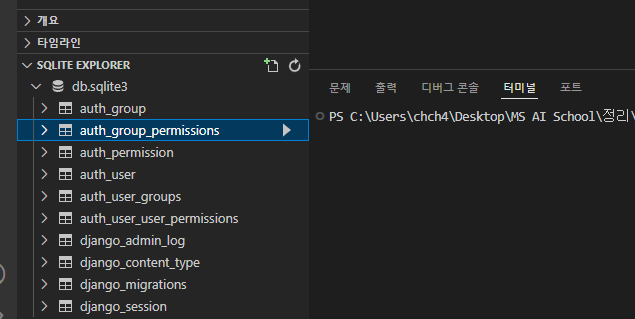 개요
타임라인
SQLITE EXPLORER
db.sqlite3
auth_group
auth_group_permissions
auth_permission
auth_user
auth_user_groups
auth_user_user_permissions
django_admin_log
django_content_type
django_migrations
django_session
문제 출력 디버그 콘솔 터미널 포트
PS C:\Users\chch4\Desktop\MS AI School\정리\